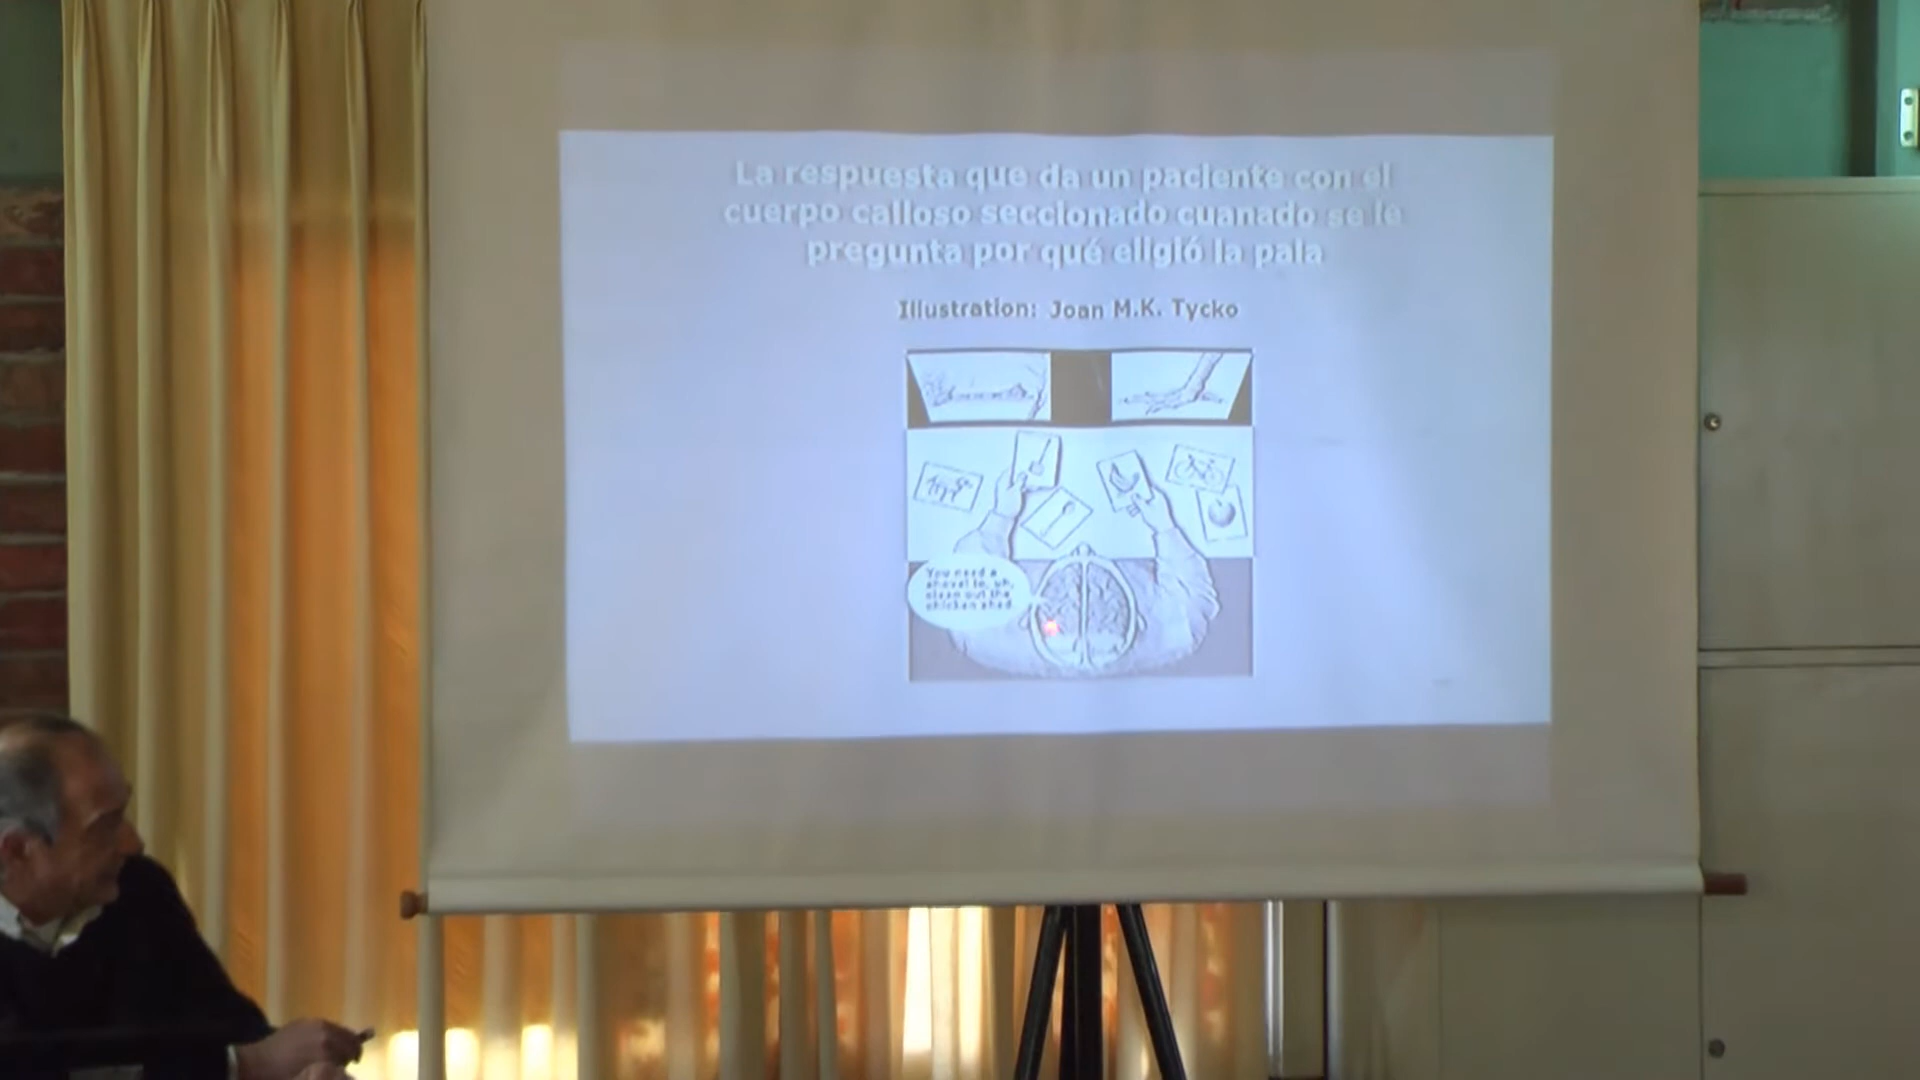 La respuesta que da un paciente con el
cuerpo calloso seccionado cuanado se le
pregunta por qué eligió la pala
Illustration: Joan M.K. Tycko
You need a
shovel to, uh,
clean out the
chicken shed